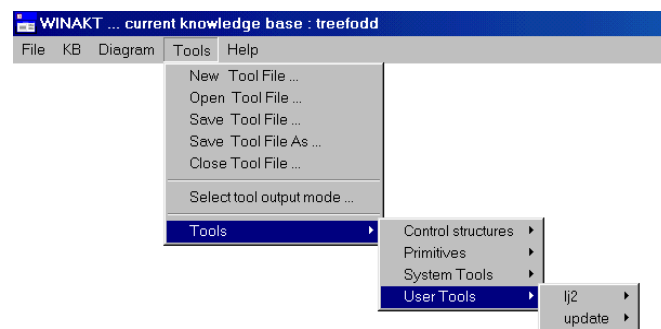 WINAKT ... current knowledge base : treefodd
File KB Diagram Tools Help
New Tool File ...
Open Tool File ...
Save Tool File ...
Save Tool File As ...
Close Tool File ...
Select tool output mode ...
Tools
Control structures
Primitives
System Tools
User Tools
lj2
update